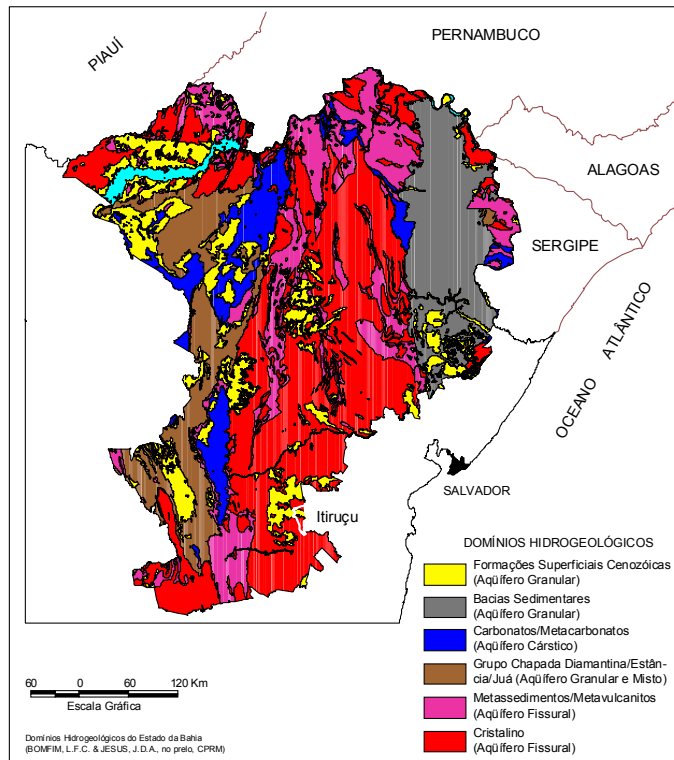 PERNAMBUCO
PIAUÍ
ALAGOAS
SERGIPE
OCEANO ATLÂNTICO
SALVADOR
Itiruçu
DOMÍNIOS HIDROGEOLÓGICOS
Formações Superficiais Cenozóicas
(Aqüífero Granular)
Bacias Sedimentares
(Aqüífero Granular)
Carbonatos/Metacarbonatos
(Aqüífero Cárstico)
Grupo Chapada Diamantina/Estân-
cia/Juá (Aqüífero Granular e Misto)
Metassedimentos/Metavulcanitos
(Aqüífero Fissural)
Cristalino
(Aqüífero Fissural)
60 0 60 120 Km
Escala Gráfica
Domínios Hidrogeológicos do Estado da Bahia
(BOMFIM, L.F.C. & JESUS, J.D.A., no prelo, CPRM)